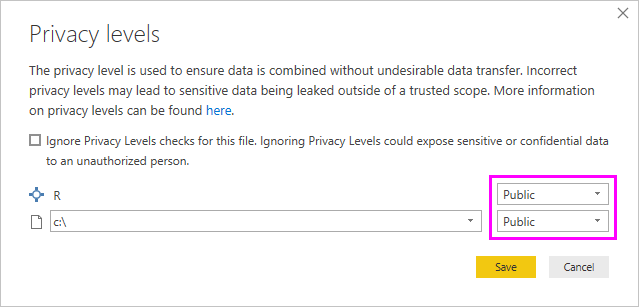 Privacy levels
The privacy level is used to ensure data is combined without undesirable data transfer. Incorrect
privacy levels may lead to sensitive data being leaked outside of a trusted scope. More information
on privacy levels can be found here.
Ignore Privacy Levels checks for this file. Ignoring Privacy Levels could expose sensitive or confidential data
to an unauthorized person.
R Public
c:\ Public
Save Cancel